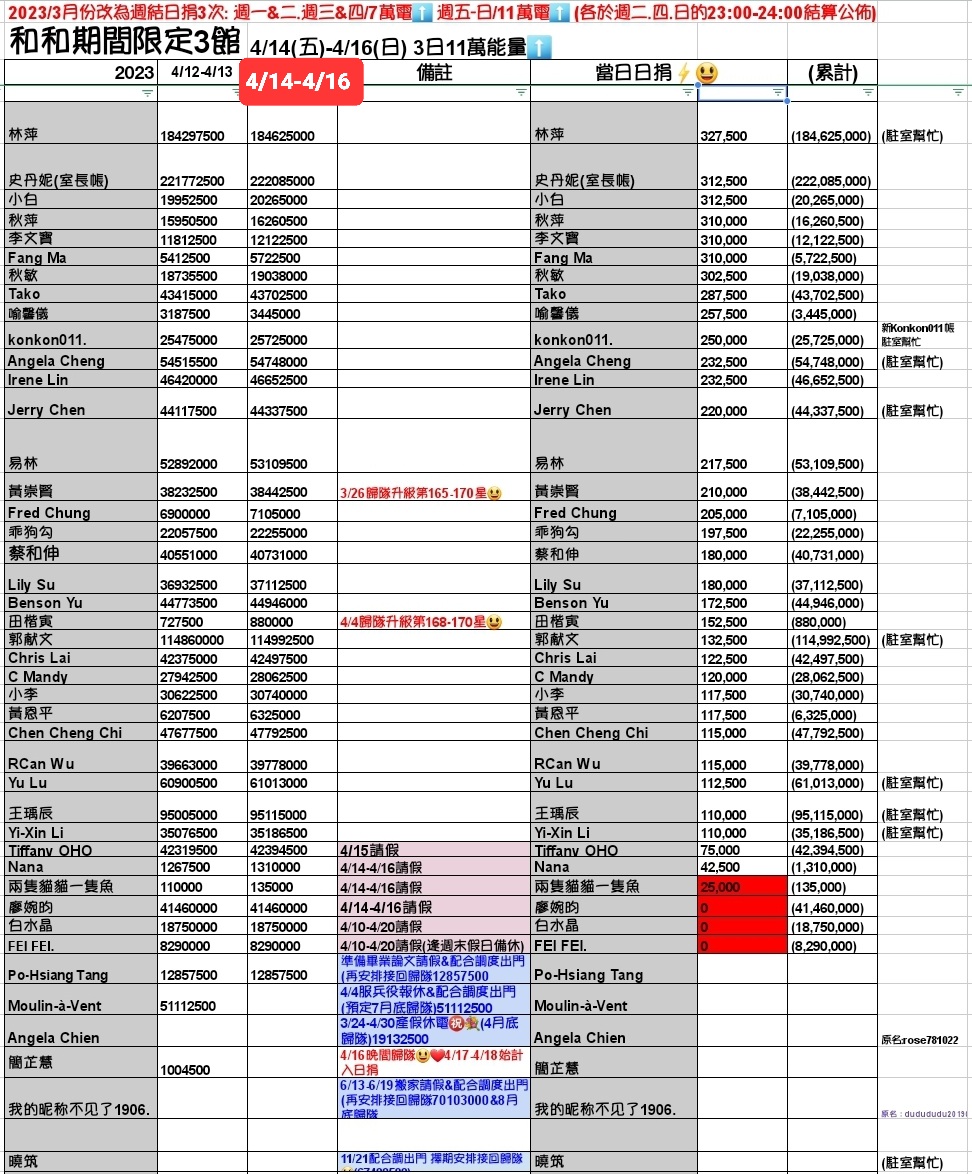 2023/3月份改為週結日捐3次: 週一&二.週三&四/7萬電⬆️ 週五-日/11萬電⬆️ (各於週二.四.日的23:00-24:00結算公佈)
和和期間限定3館 4/14(五)-4/16(日) 3日11萬能量⬆️
2023 4/12-4/13 4/14-4/16 備註 當日日捐⚡😃 (累計)
林萍 184297500 184625000 林萍 327,500 (184,625,000) (駐室幫忙)
史丹妮(室長帳) 221772500 222085000 史丹妮(室長帳) 312,500 (222,085,000)
小白 19952500 20265000 小白 312,500 (20,265,000)
秋萍 15950500 16260500 秋萍 310,000 (16,260,500)
李文寶 11812500 12122500 李文寶 310,000 (12,122,500)
Fang Ma 5412500 5722500 Fang Ma 310,000 (5,722,500)
秋敏 18735500 19038000 秋敏 302,500 (19,038,000)
Tako 43415000 43702500 Tako 287,500 (43,702,500)
喻馨儀 3187500 3445000 喻馨儀 257,500 (3,445,000)
konkon011. 25475000 25725000 konkon011. 250,000 (25,725,000) 新Konkon011帳
駐室幫忙
Angela Cheng 54515500 54748000 Angela Cheng 232,500 (54,748,000) (駐室幫忙)
Irene Lin 46420000 46652500 Irene Lin 232,500 (46,652,500)
Jerry Chen 44117500 44337500 Jerry Chen 220,000 (44,337,500) (駐室幫忙)
易林 52892000 53109500 易林 217,500 (53,109,500)
黃崇賢 38232500 38442500 3/26歸隊升級第165-170星😃 黃崇賢 210,000 (38,442,500)
Fred Chung 6900000 7105000 Fred Chung 205,000 (7,105,000)
乖狗勾 22057500 22255000 乖狗勾 197,500 (22,255,000)
蔡和伸 40551000 40731000 蔡和伸 180,000 (40,731,000)
Lily Su 36932500 37112500 Lily Su 180,000 (37,112,500)
Benson Yu 44773500 44946000 Benson Yu 172,500 (44,946,000)
田楷寅 727500 880000 4/4歸隊升級第168-170星😃 田楷寅 152,500 (880,000)
郭献文 114860000 114992500 郭献文 132,500 (114,992,500) (駐室幫忙)
Chris Lai 42375000 42497500 Chris Lai 122,500 (42,497,500)
C Mandy 27942500 28062500 C Mandy 120,000 (28,062,500)
小李 30622500 30740000 小李 117,500 (30,740,000)
黃恩平 6207500 6325000 黃恩平 117,500 (6,325,000)
Chen Cheng Chi 47677500 47792500 Chen Cheng Chi 115,000 (47,792,500)
RCan Wu 39663000 39778000 RCan Wu 115,000 (39,778,000)
Yu Lu 60900500 61013000 Yu Lu 112,500 (61,013,000) (駐室幫忙)
王瑀辰 95005000 95115000 王瑀辰 110,000 (95,115,000) (駐室幫忙)
Yi-Xin Li 35076500 35186500 Yi-Xin Li 110,000 (35,186,500) (駐室幫忙)
Tiffany OHO 42319500 42394500 4/15請假 Tiffany OHO 75,000 (42,394,500)
Nana 1267500 1310000 4/14-4/16請假 Nana 42,500 (1,310,000)
兩隻貓貓一隻魚 110000 135000 4/14-4/16請假 兩隻貓貓一隻魚 25,000 (135,000)
廖婉昀 41460000 41460000 4/14-4/16請假 廖婉昀 0 (41,460,000)
白水晶 18750000 18750000 4/10-4/20請假 白水晶 0 (18,750,000)
FEI FEI. 8290000 8290000 4/10-4/20請假(逢週末假日備休) FEI FEI. 0 (8,290,000)
Po-Hsiang Tang 12857500 12857500 準備畢業論文請假&配合調度出門
(再安排接回歸隊12857500 Po-Hsiang Tang
Moulin-à-Vent 51112500 4/4服兵役報休&配合調度出門
(預定7月底歸隊)51112500 Moulin-à-Vent
Angela Chien 3/24-4/30產假休電㊗️💐(4月底
歸隊)19132500 Angela Chien 原名:rose781022
簡芷慧 1004500 4/16晚間歸隊😃❤️4/17-4/18始計
入日捐 簡芷慧
我的昵称不见了1906. 6/13-6/19搬家請假&配合調度出門
(再安排接回歸隊70103000&8月
底歸隊 我的昵称不见了1906. 原名：dudududu2019
曉筑 11/21配合調出門 擇期安排接回歸隊 曉筑 (駐室幫忙)